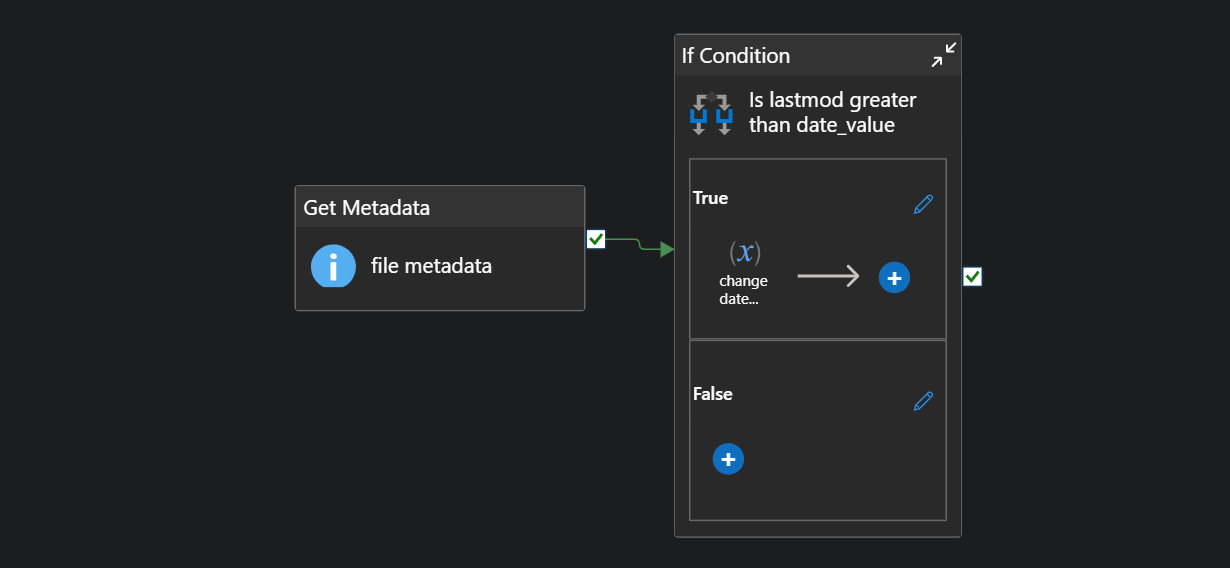 Get Metadata
file metadata
If Condition
Is lastmod greater
than date_value
True
(x)
change
date...
False